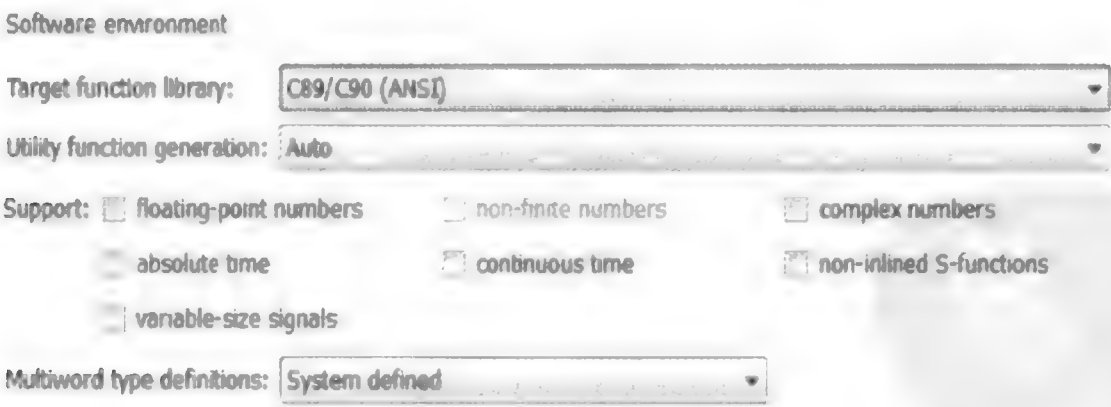 Software environment
Target function library: C89/C90 (ANSI)
Utility function generation: Auto
Support: floating-point numbers non-finite numbers complex numbers
absolute time continuous time non-inlined S-functions
variable-size signals
Multiword type definitions: System defined